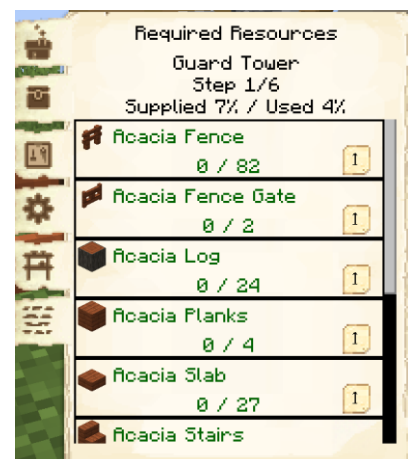 Required Resources
Guard Tower
Step 1/6
Supplied 7% / Used 4%
Acacia Fence
0 / 82
Acacia Fence Gate
0 / 2
Acacia Log
0 / 24
Acacia Planks
0 / 4
Acacia Slab
0 / 27
Acacia Stairs